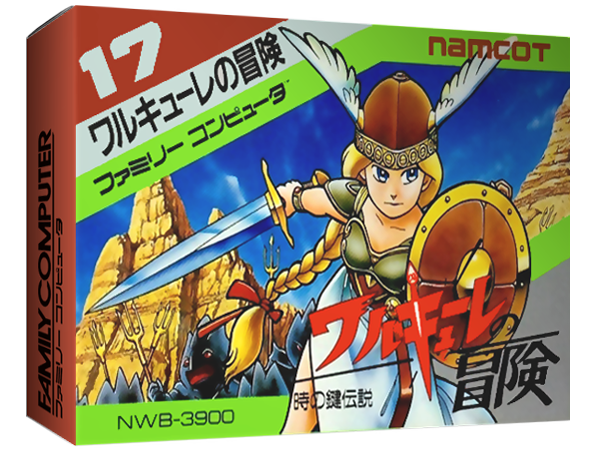 17
ワルキューレの冒険
ファミリー コンピュータ
namcot
FAMILY COMPUTER
ファミリー コンピュータ
ワルキューレの
冒険
時の鍵伝説
NWB-3900